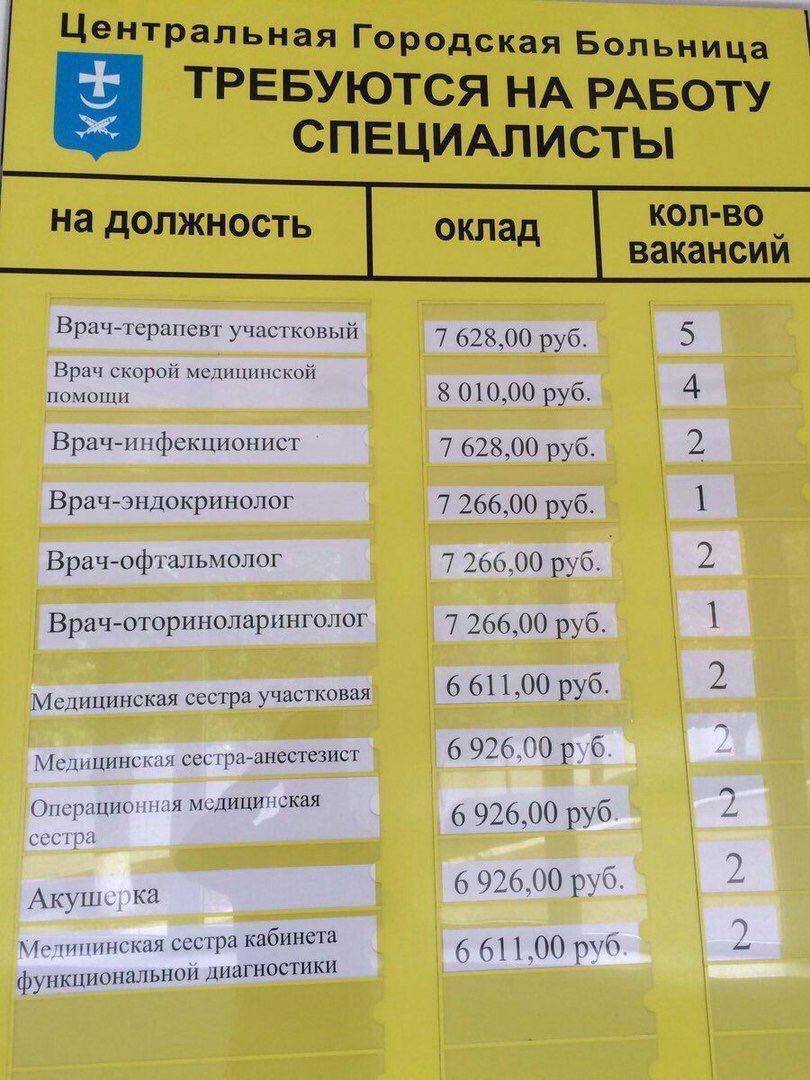 Центральная Городская Больница
ТРЕБУЮТСЯ НА РАБОТУ
СПЕЦИАЛИСТЫ
на должность оклад кол-во вакансий
Врач-терапевт участковый 7 628,00 руб. 5
Врач скорой медицинской
помощи 8 010,00 руб. 4
Врач-инфекционист 7 628,00 руб. 2
Врач-эндокринолог 7 266,00 руб. 1
Врач-офтальмолог 7 266,00 руб. 2
Врач-оториноларинголог 7 266,00 руб. 1
Медицинская сестра участковая 6 611,00 руб. 2
Медицинская сестра-анестезист 6 926,00 руб. 2
Операционная медицинская
сестра 6 926,00 руб. 2
Акушерка 6 926,00 руб. 2
Медицинская сестра кабинета
функциональной диагностики 6 611,00 руб. 2